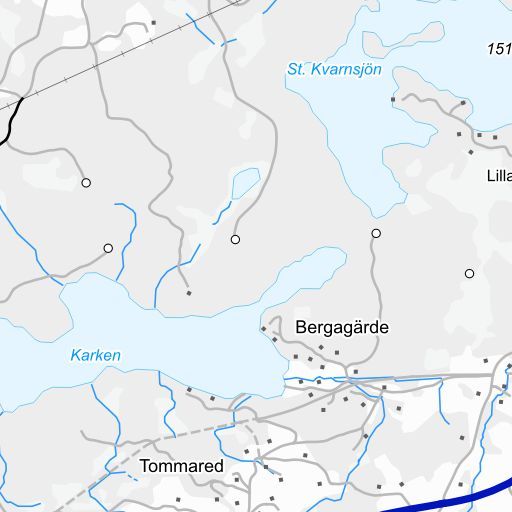 151
St. Kvarnsjön
Lilla
Bergagärde
Karken
Tommared